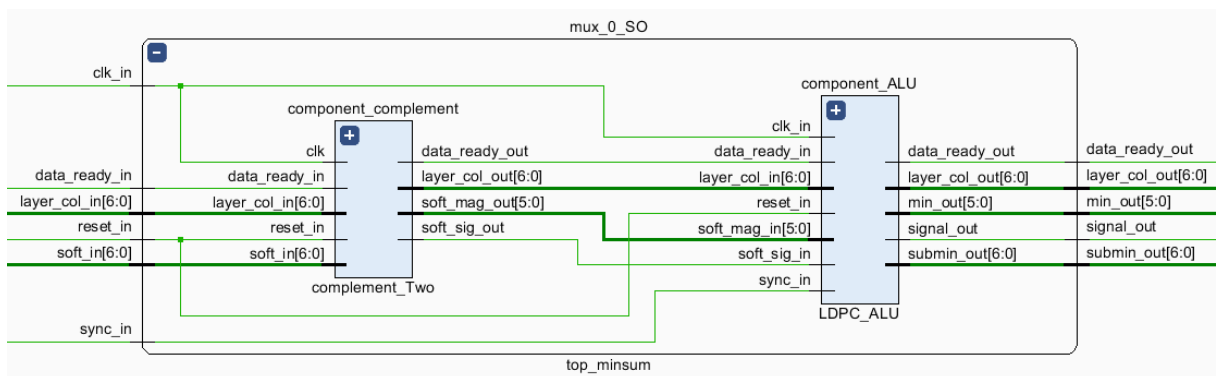 mux_0_SO
clk_in
component_ALU
component_complement
clk_in
clk
data_ready_out
data_ready_in
data_ready_out
data_ready_out
data_ready_in
data_ready_in
layer_col_out[6:0]
layer_col_in[6:0]
layer_col_out[6:0]
layer_col_out[6:0]
layer_col_in[6:0]
layer_col_in[6:0]
soft_mag_out[5:0]
reset_in
min_out[5:0]
min_out[5:0]
reset_in
reset_in
soft_sig_out
soft_mag_in[5:0]
signal_out
signal_out
soft_in[6:0]
soft_in[6:0]
soft_sig_in
submin_out[6:0]
submin_out[6:0]
complement_Two
sync_in
LDPC_ALU
sync_in
top_minsum